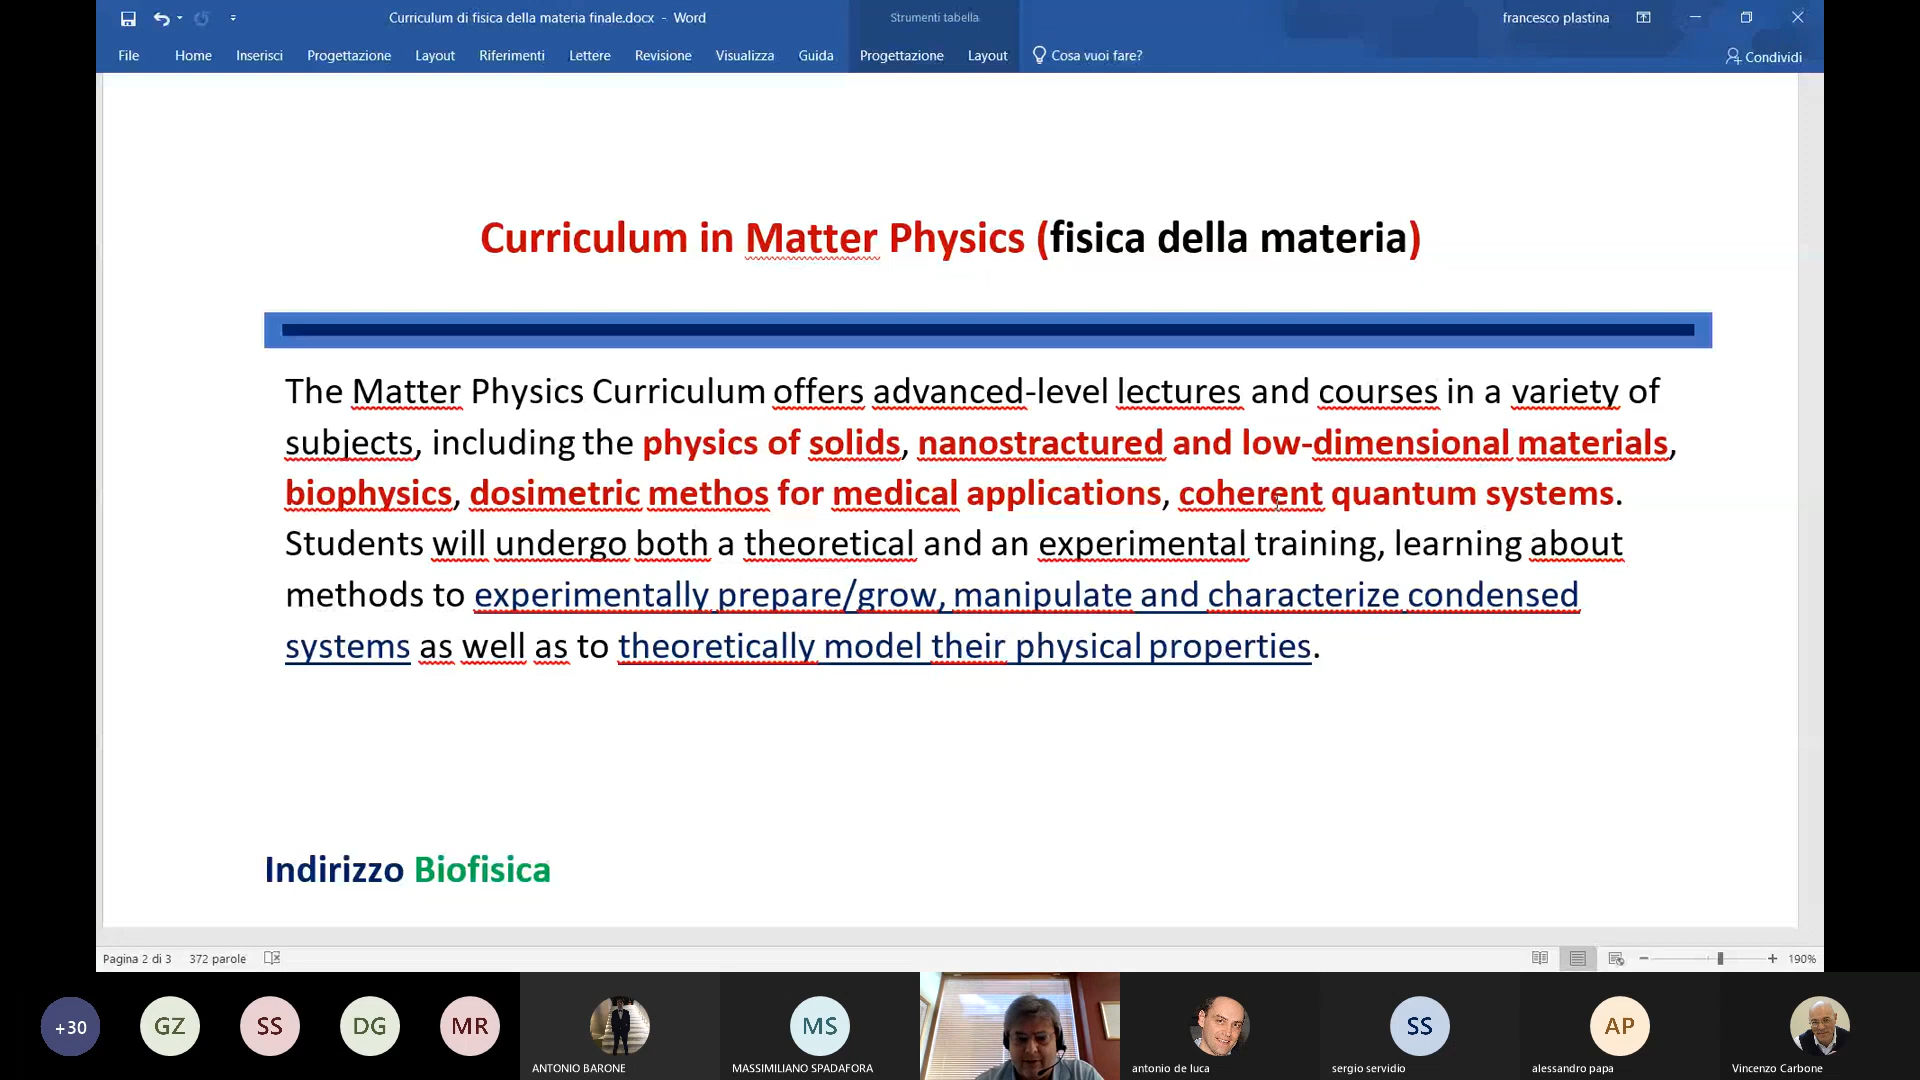 Curriculum di fisica della materia finale.docx - Word
Strumenti tabella
francesco plastina
File Home Inserisci Progettazione Layout Riferimenti Lettere Revisione Visualizza Guida Progettazione Layout Cosa vuoi fare? Condividi
Curriculum in Matter Physics (fisica della materia)
The Matter Physics Curriculum offers advanced-level lectures and courses in a variety of
subjects, including the physics of solids, nanostractured and low-dimensional materials,
biophysics, dosimetric methos for medical applications, coherent quantum systems.
Students will undergo both a theoretical and an experimental training, learning about
methods to experimentally prepare/grow, manipulate and characterize condensed
systems as well as to theoretically model their physical properties.
Indirizzo Biofisica
Pagina 2 di 3 372 parole 190%
+30 GZ SS DG MR MS SS AP
ANTONIO BARONE MASSIMILIANO SPADAFORA antonio de luca sergio servidio alessandro papa Vincenzo Carbone